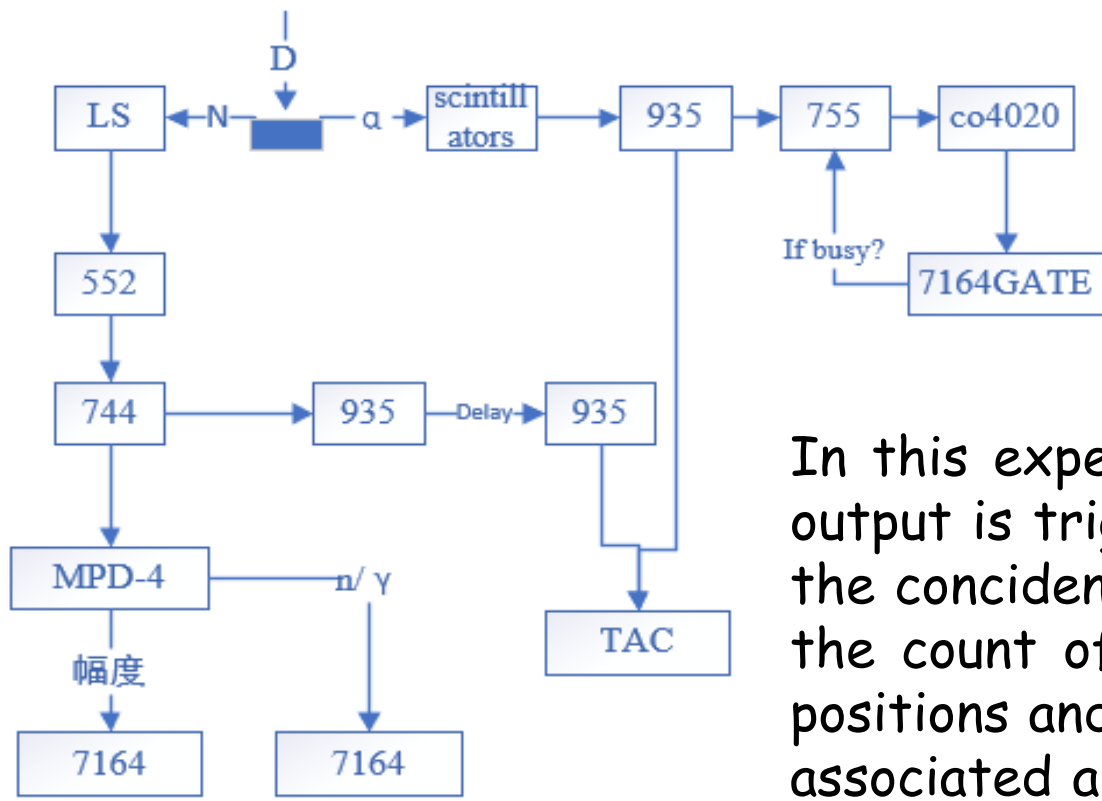 D
LS
N
α
scintill
ators
935
755
co4020
If busy?
552
7164GATE
744
935
Delay
935
In this expe
output is trig
the conciden
the count of
positions and
associated a
MPD-4
n/ γ
TAC
幅度
7164
7164